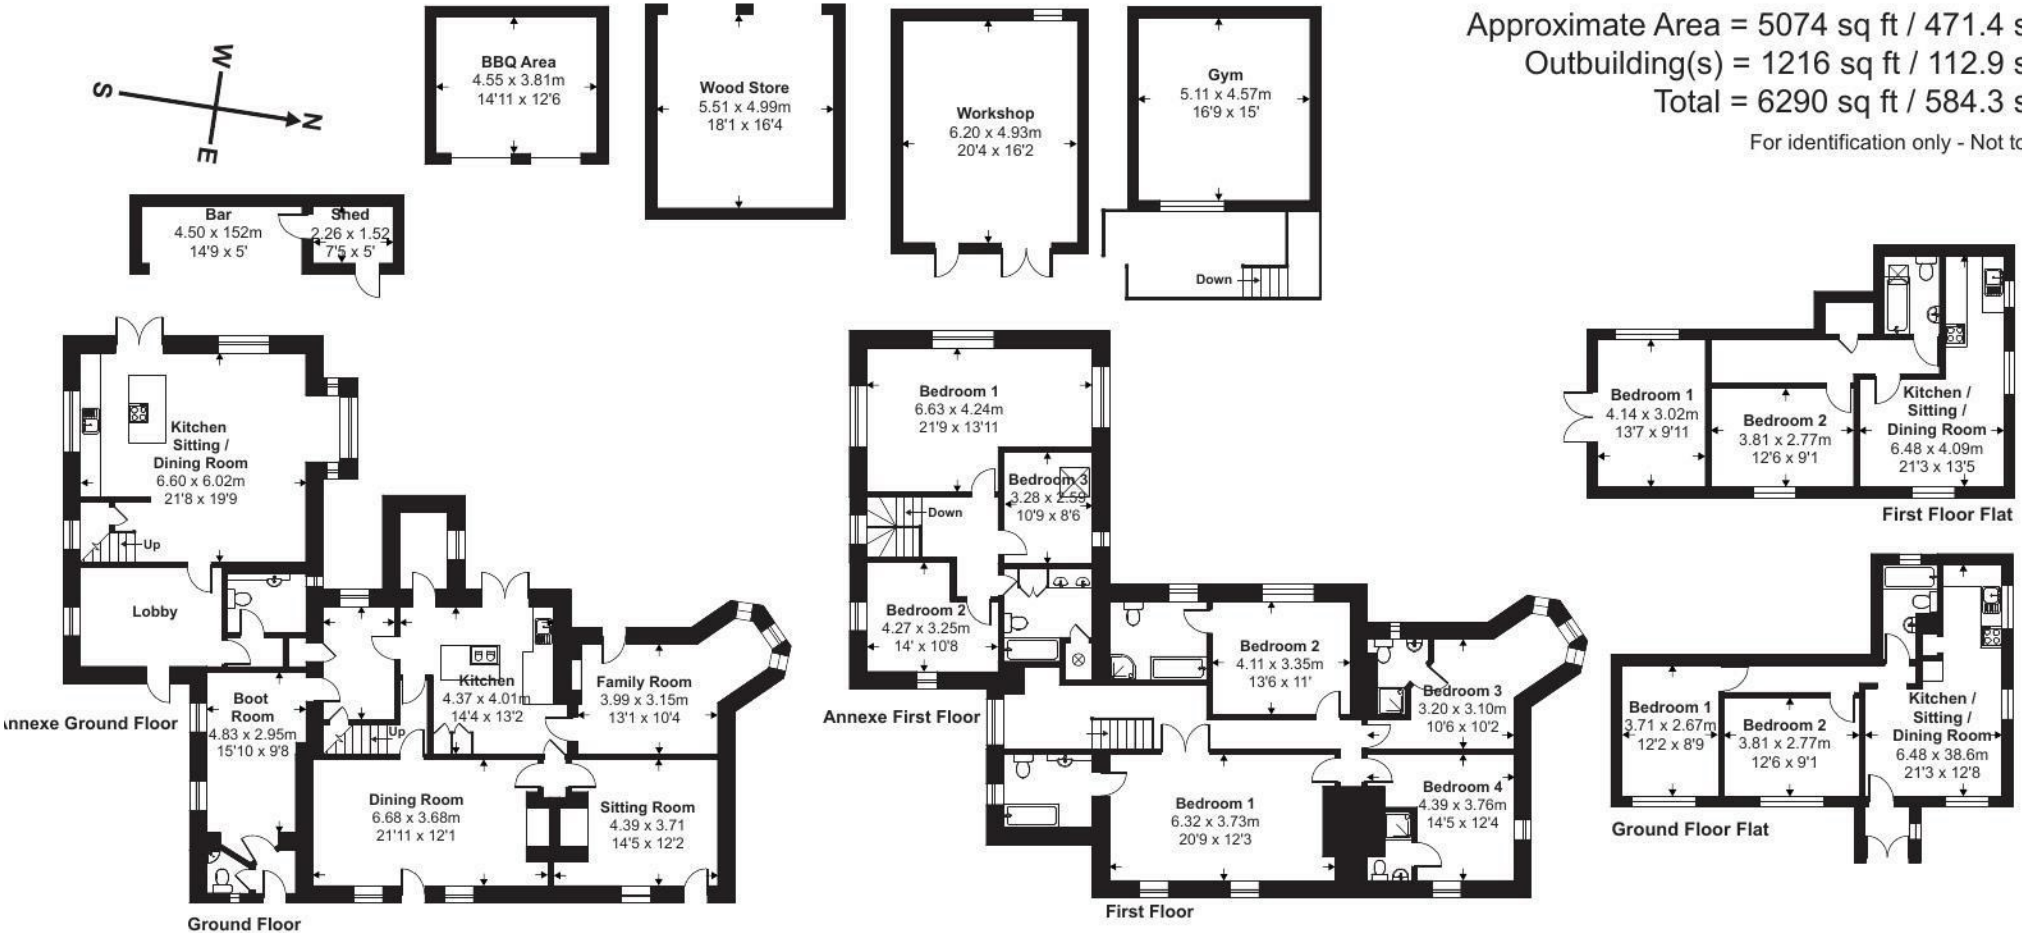 Approximate Area = 5074 sq ft / 471.4 s
Outbuilding(s) = 1216 sq ft / 112.9 s
Total = 6290 sq ft / 584.3 s
For identification only - Not to
W
S
N
E
BBQ Area
4.55 x 3.81m
14'11 x 12'6
Wood Store
5.51 x 4.99m
18'1 x 16'4
Workshop
6.20 x 4.93m
20'4 x 16'2
Gym
5.11 x 4.57m
16'9 x 15'
Down
Bar
4.50 x 152m
14'9 x 5'
Shed
2.26 x 1.52
7'5 x 5'
Kitchen
Sitting /
Dining Room
6.60 x 6.02m
21'8 x 19'9
Up
Lobby
nnexe Ground Floor
Boot
Room
4.83 x 2.95m
15'10 x 9'8
Up
Kitchen
4.37 x 4.01m
14'4 x 13'2
Family Room
3.99 x 3.15m
13'1 x 10'4
Dining Room
6.68 x 3.68m
21'11 x 12'1
Sitting Room
4.39 x 3.71
14'5 x 12'2
Ground Floor
Bedroom 1
6.63 x 4.24m
21'9 x 13'11
Bedroom 3
3.28 x 2.59
10'9 x 8'6
Down
Bedroom 2
4.27 x 3.25m
14' x 10'8
Annexe First Floor
Bedroom 2
4.11 x 3.35m
13'6 x 11'
Bedroom 3
3.20 x 3.10m
10'6 x 10'2
Bedroom 1
6.32 x 3.73m
20'9 x 12'3
Bedroom 4
4.39 x 3.76m
14'5 x 12'4
First Floor
Bedroom 1
4.14 x 3.02m
13'7 x 9'11
Bedroom 2
3.81 x 2.77m
12'6 x 9'1
Kitchen /
Sitting /
Dining Room
6.48 x 4.09m
21'3 x 13'5
First Floor Flat
Bedroom 1
3.71 x 2.67m
12'2 x 8'9
Bedroom 2
3.81 x 2.77m
12'6 x 9'1
Kitchen /
Sitting /
Dining Room
6.48 x 38.6m
21'3 x 12'8
Ground Floor Flat